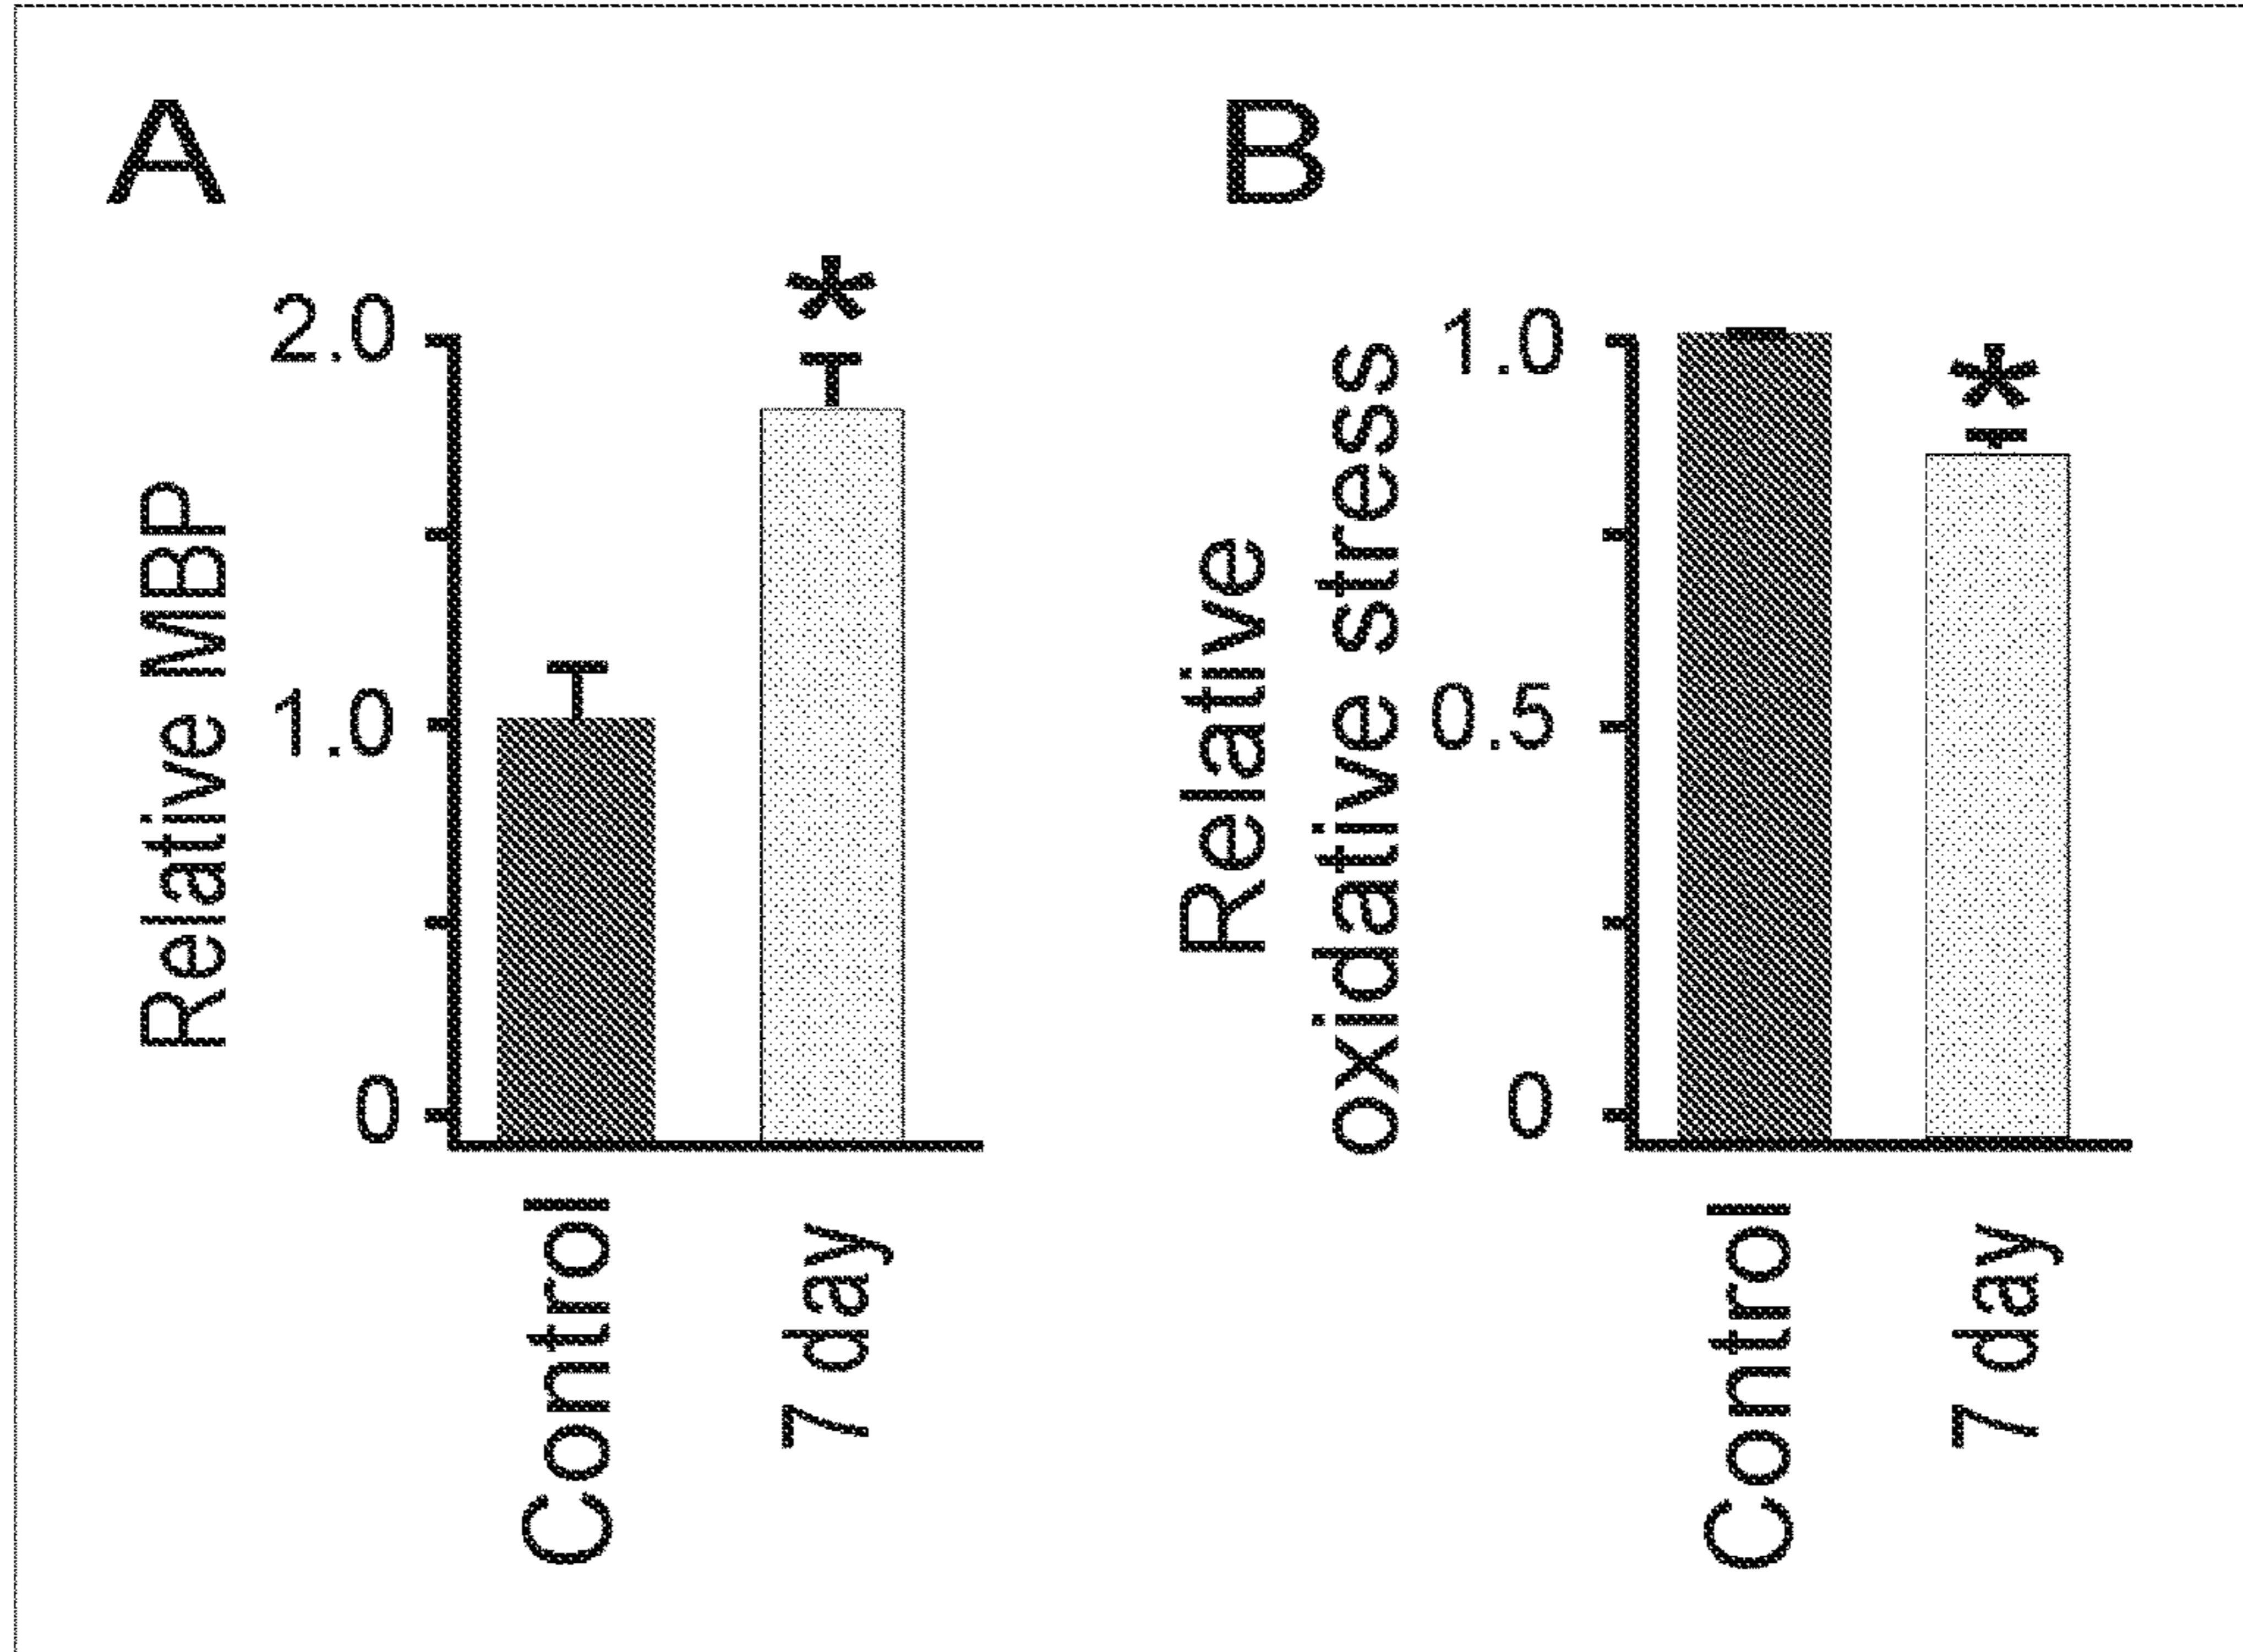 A
Relative MBP
2.0
1.0
0
*
Control
7 day
B
Relative
oxidative stress
1.0
0.5
0
*
Control
7 day